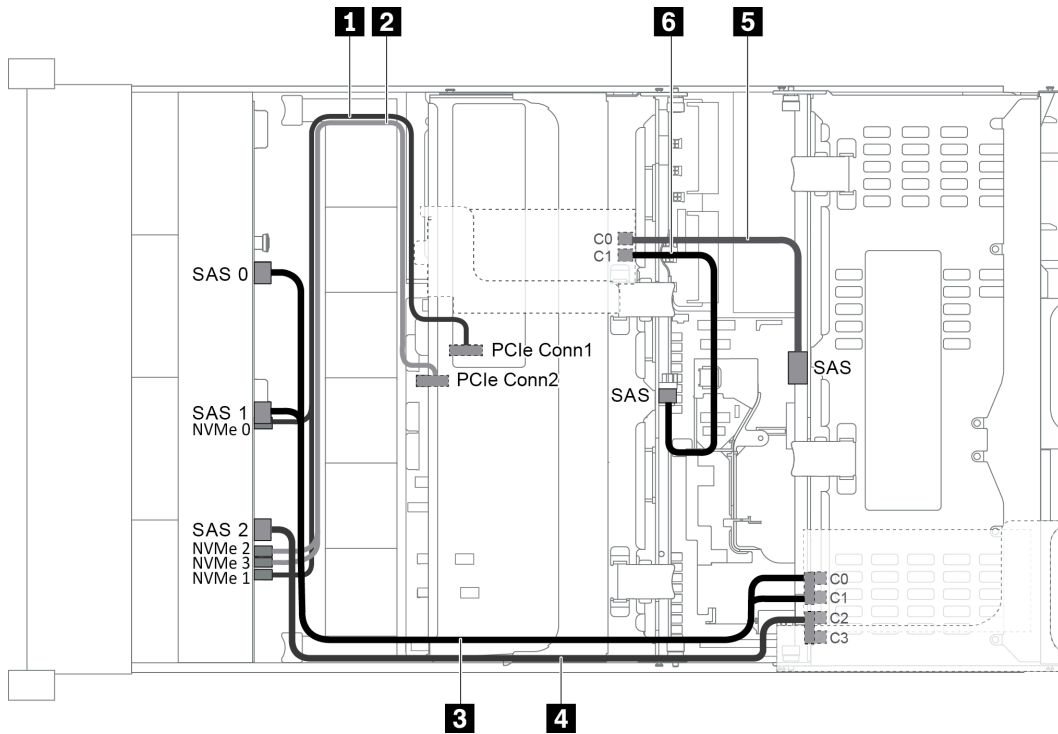 1 2 6 5
C0
C1
SAS 0
PCIe Conn1
SAS
PCIe Conn2
SAS
SAS 1
NVMe 0
SAS 2
NVMe 2
NVMe 3
NVMe 1
C0
C1
C2
C3
3 4